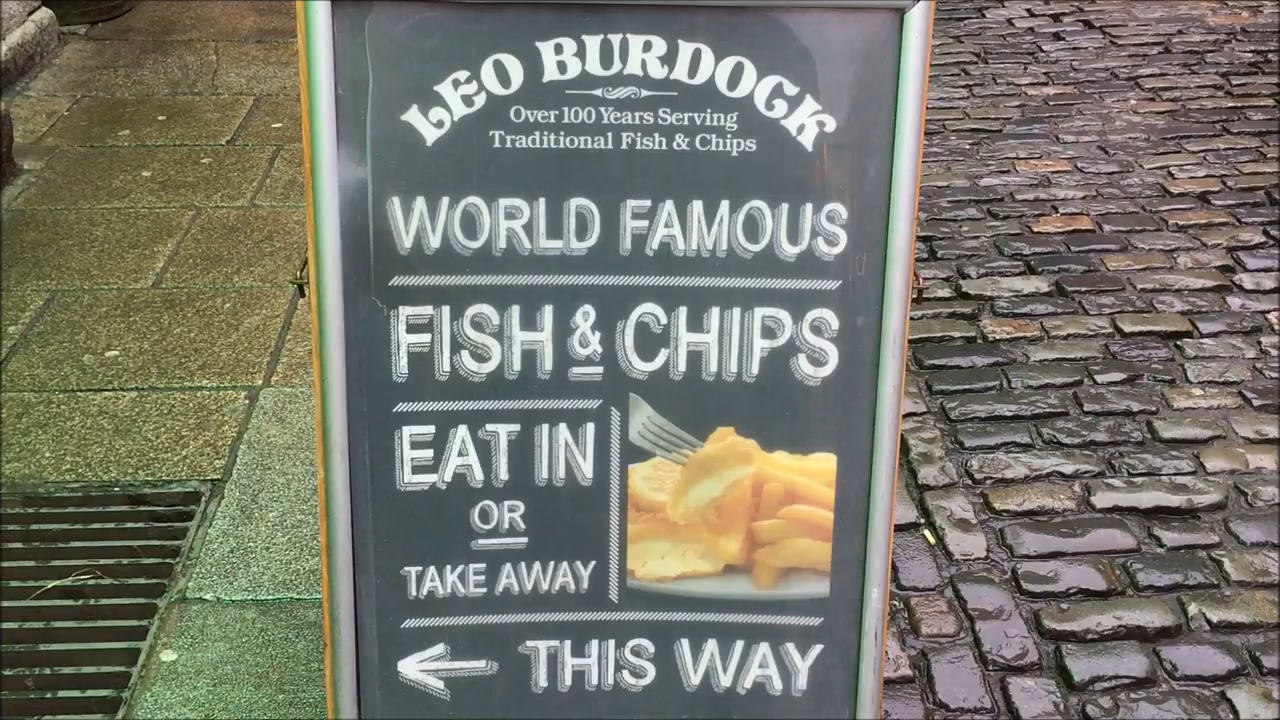 LEO BURDOCK
Over 100 Years Serving
Traditional Fish & Chips
WORLD FAMOUS
FISH & CHIPS
EAT IN
OR
TAKE AWAY
← THIS WAY